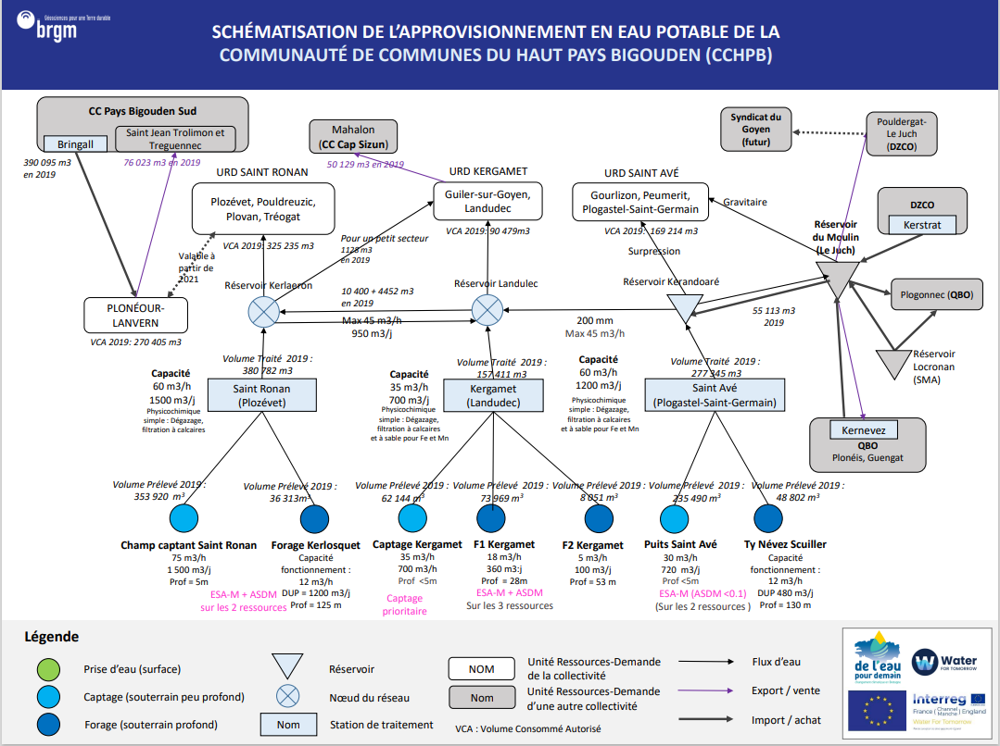 Géosciences pour une Terre durable
brgm
SCHÉMATISATION DE L'APPROVISIONNEMENT EN EAU POTABLE DE LA
COMMUNAUTÉ DE COMMUNES DU HAUT PAYS BIGOUDEN (CCHPB)
CC Pays Bigouden Sud
Bringall
Saint Jean Trolimon et
Treguennec
390 095 m3
en 2019
76 023 m3 en 2019
Mahalon
(CC Cap Sizun)
50 129 m3 en 2019
Syndicat du
Goyen
(futur)
Pouldergat-
Le Juch
(DZCO)
URD SAINT RONAN
Plozévet, Pouldreuzic,
Plovan, Tréogat
VCA 2019: 325 235 m3
URD KERGAMET
Guiler-sur-Goyen,
Landudec
VCA 2019: 90 479m3
URD SAINT AVÉ
Gourlizon, Peumerit,
Plogastel-Saint-Germain
VCA 2019: 169 214 m3
Gravitaire
DZCO
Kerstrat
Réservoir
du Moulin
(Le Juch)
Valable à
partir de
2021
Pour un petit secteur
1128 m3
en 2019
Surpression
Réservoir Kerlaeron
Réservoir Landulec
Réservoir Kerandoaré
PLONÉOUR-
LANVERN
VCA 2019: 270 405 m3
10 400 + 4452 m3
en 2019
Max 45 m3/h
950 m3/j
200 mm
Max 45 m3/h
55 113 m3
2019
Plogonnec (QBO)
Réservoir
Locronan
(SMA)
Volume Traité 2019 :
380 782 m3
Capacité
60 m3/h
1500 m3/j
Physicochimique
simple : Dégazage,
filtration à calcaires
Saint Ronan
(Plozévet)
Volume Traité 2019 :
157 411 m3
Capacité
35 m3/h
700 m3/j
Physicochimique
simple : Dégazage,
filtration à calcaires
et à sable pour Fe et Mn
Kergamet
(Landudec)
Volume Traité 2019 :
277 345 m3
Capacité
60 m3/h
1200 m3/j
Physicochimique
simple : Dégazage,
filtration à calcaires
et à sable pour Fe et Mn
Saint Avé
(Plogastel-Saint-Germain)
Kernevez
QBO
Plonéis, Guengat
Volume Prélevé 2019 :
353 920 m³
Volume Prélevé 2019 :
36 313m³
Volume Prélevé 2019 :
62 144 m³
Volume Prélevé 2019 :
73 969 m³
Volume Prélevé 2019 :
8 051 m³
Volume Prélevé 2019 :
235 490 m³
Volume Prélevé 2019 :
48 802 m³
Champ captant Saint Ronan
75 m3/h
1 500 m3/j
Prof = 5m
Forage Kerlosquet
Capacité
fonctionnement :
12 m3/h
DUP = 1200 m3/j
Prof = 125 m
ESA-M + ASDM
sur les 2 ressources
Captage Kergamet
35 m3/h
700 m3/h
Prof <5m
Captage
prioritaire
F1 Kergamet
18 m3/h
360 m3:j
Prof = 28m
ESA-M + ASDM
Sur les 3 ressources
F2 Kergamet
5 m3/h
100 m3/j
Prof = 53 m
Puits Saint Avé
30 m3/h
720 m3/j
Prof <5m
ESA-M (ASDM <0.1)
(Sur les 2 ressources )
Ty Névez Scuiller
Capacité
fonctionnement :
12 m3/h
DUP 480 m3/j
Prof = 130 m
Légende
Prise d'eau (surface)
Captage (souterrain peu profond)
Forage (souterrain profond)
Réservoir
Nœud du réseau
Nom
Station de traitement
NOM
Unité Ressources-Demande
de la collectivité
Nom
Unité Ressources-Demande
d'une autre collectivité
VCA : Volume Consommé Autorisé
Flux d'eau
Export / vente
Import / achat
de l'eau
pour demain
Water
FOR TOMORROW
Interreg
France ( Channel
Manche ) England
Water For Tomorrow